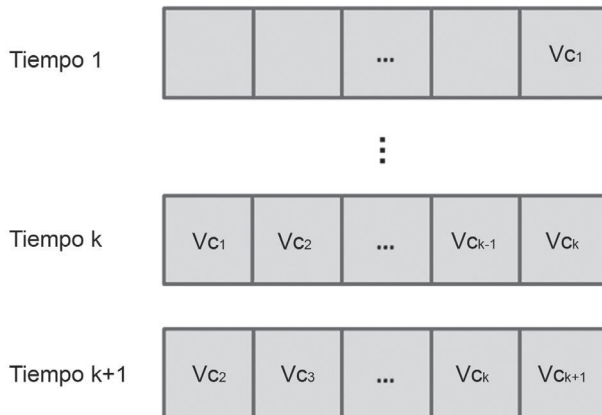 Tiempo 1 ... Vc₁
⋮
Tiempo k Vc₁ Vc₂ ... Vcₖ₋₁ Vcₖ
Tiempo k+1 Vc₂ Vc₃ ... Vcₖ Vcₖ₊₁